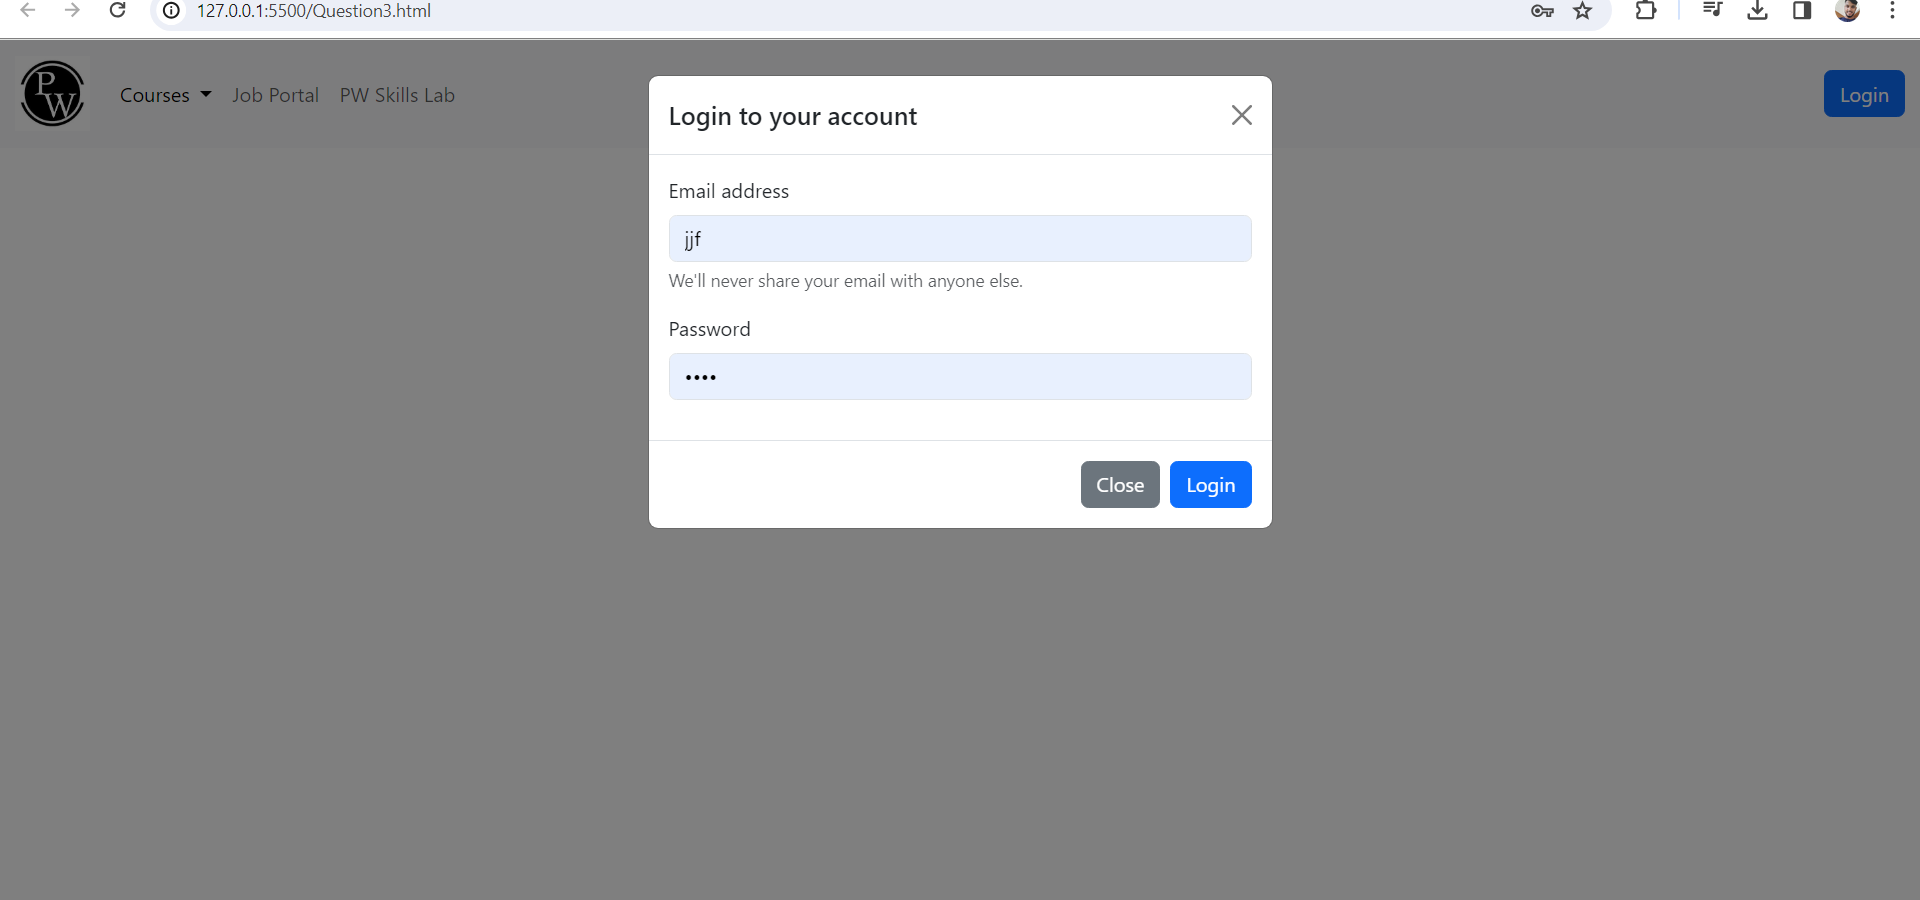 127.0.0.1:5500/Question3.html
PW
Courses Job Portal PW Skills Lab
Login
Login to your account
Email address
jjf
We'll never share your email with anyone else.
Password
••••
Close Login